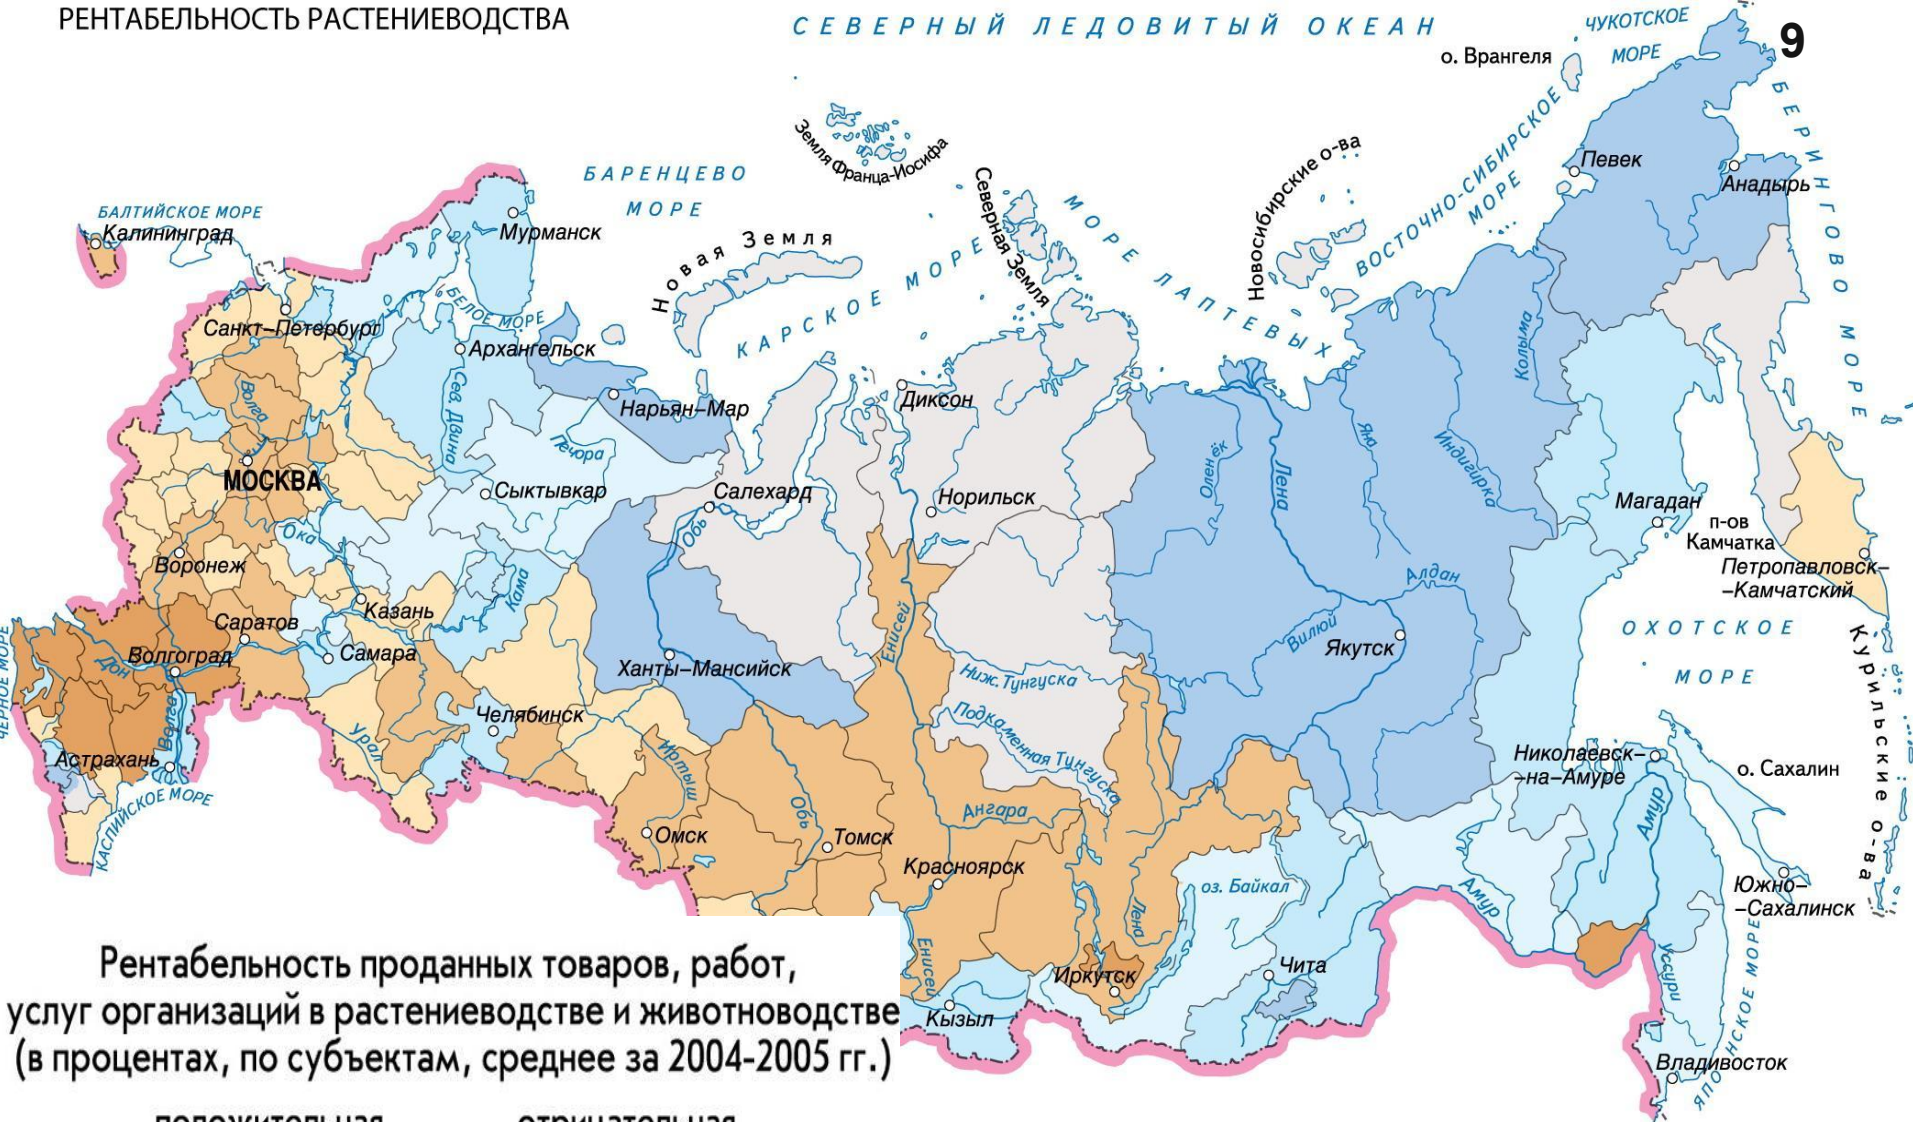 РЕНТАБЕЛЬНОСТЬ РАСТЕНИЕВОДСТВА
СЕВЕРНЫЙ ЛЕДОВИТЫЙ ОКЕАН
ЧУКОТСКОЕ
МОРЕ
9
о. Врангеля
БЕРИНГОВО МОРЕ
Земля Франца-Иосифа
Северная Земля
Новосибирские о-ва
ВОСТОЧНО-СИБИРСКОЕ
МОРЕ
Певек
Анадырь
БАРЕНЦЕВО
МОРЕ
МОРЕ ЛАПТЕВЫХ
БАЛТИЙСКОЕ МОРЕ
Калининград
Мурманск
Новая Земля
КАРСКОЕ МОРЕ
БЕЛОЕ МОРЕ
Санкт–Петербург
Архангельск
Колыма
Волга
Сев. Двина
Нарьян–Мар
Диксон
Печора
Оленёк
Лена
Яна
Индигирка
МОСКВА
Сыктывкар
Салехард
Норильск
Магадан
Обь
п-ов
Камчатка
Ока
Воронеж
Кама
Алдан
Петропавловск–
–Камчатский
Казань
Енисей
Вилюй
ОХОТСКОЕ
МОРЕ
Саратов
Самара
Якутск
Курильские о-ва
ЧЕРНОЕ МОРЕ
Дон
Волгоград
Ханты–Мансийск
Ниж. Тунгуска
Подкаменная Тунгуска
Волга
Урал
Челябинск
Иртыш
Астрахань
КАСПИЙСКОЕ МОРЕ
Николаевск–
–на–Амуре
о. Сахалин
Обь
Ангара
Амур
Омск
Томск
Красноярск
оз. Байкал
Амур
Южно–
–Сахалинск
Лена
Енисей
Иркутск
Чита
Уссури
ЯПОНСКОЕ МОРЕ
Кызыл
Владивосток
Рентабельность проданных товаров, работ,
услуг организаций в растениеводстве и животноводстве
(в процентах, по субъектам, среднее за 2004-2005 гг.)
положительная отрицательная